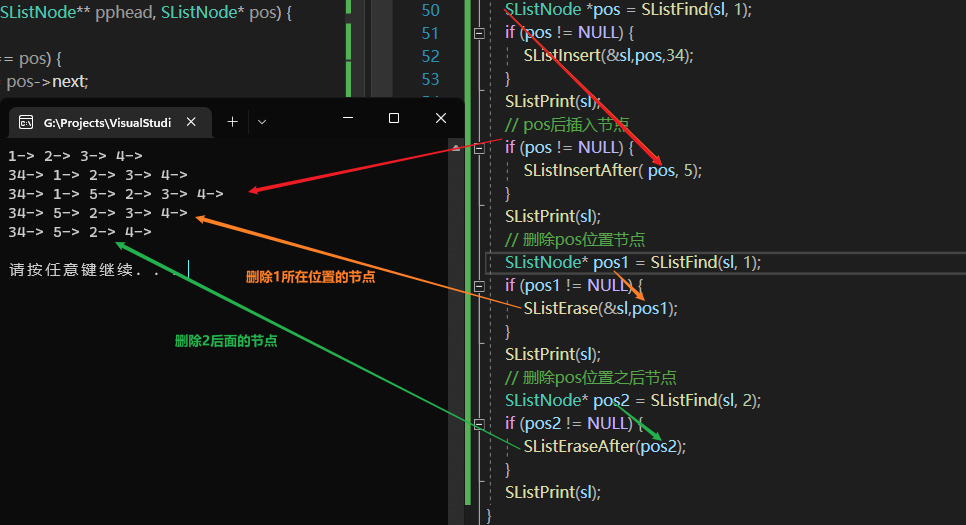 SListNode** pphead, SListNode* pos) {
== pos) {
pos->next;
G:\Projects\VisualStudi
1-> 2-> 3-> 4->
34-> 1-> 2-> 3-> 4->
34-> 1-> 5-> 2-> 3-> 4->
34-> 5-> 2-> 3-> 4->
34-> 5-> 2-> 4->
请按任意键继续. . .
删除1所在位置的节点
删除2后面的节点
50 SListNode *pos = SListFind(sl, 1);
51 if (pos != NULL) {
52 SListInsert(&sl,pos,34);
53 }
SListPrint(sl);
// pos后插入节点
if (pos != NULL) {
SListInsertAfter( pos, 5);
}
SListPrint(sl);
// 删除pos位置节点
SListNode* pos1 = SListFind(sl, 1);
if (pos1 != NULL) {
SListErase(&sl,pos1);
}
SListPrint(sl);
// 删除pos位置之后节点
SListNode* pos2 = SListFind(sl, 2);
if (pos2 != NULL) {
SListEraseAfter(pos2);
}
SListPrint(sl);
}